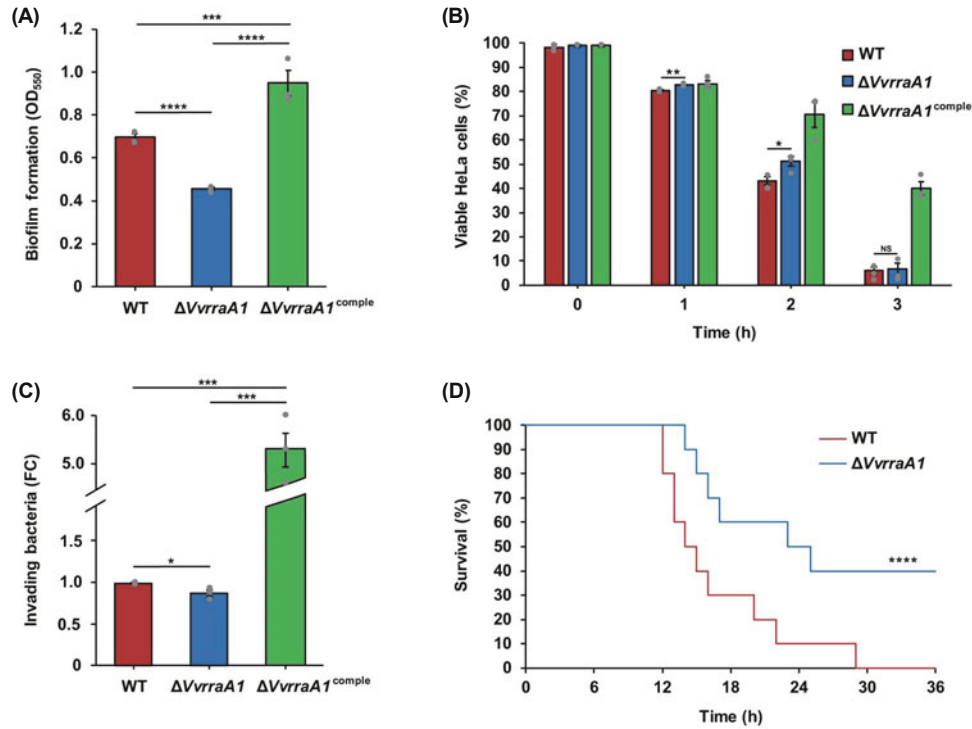 (A)
***
****
****
1.2
1.0
0.8
0.6
0.4
0.2
0
Biofilm formation (OD₅₅₀)
WT
ΔVvrraA1
ΔVvrraA1ᶜᵒᵐᵖˡᵉ
(B)
100
90
80
70
60
50
40
30
20
10
0
Viable HeLa cells (%)
**
*
NS
WT
ΔVvrraA1
ΔVvrraA1ᶜᵒᵐᵖˡᵉ
0 1 2 3
Time (h)
(C)
***
***
*
6.0
5.0
1.5
1.0
0.5
0
Invading bacteria (FC)
WT
ΔVvrraA1
ΔVvrraA1ᶜᵒᵐᵖˡᵉ
(D)
100
90
80
70
60
50
40
30
20
10
0
Survival (%)
WT
ΔVvrraA1
****
0 6 12 18 24 30 36
Time (h)